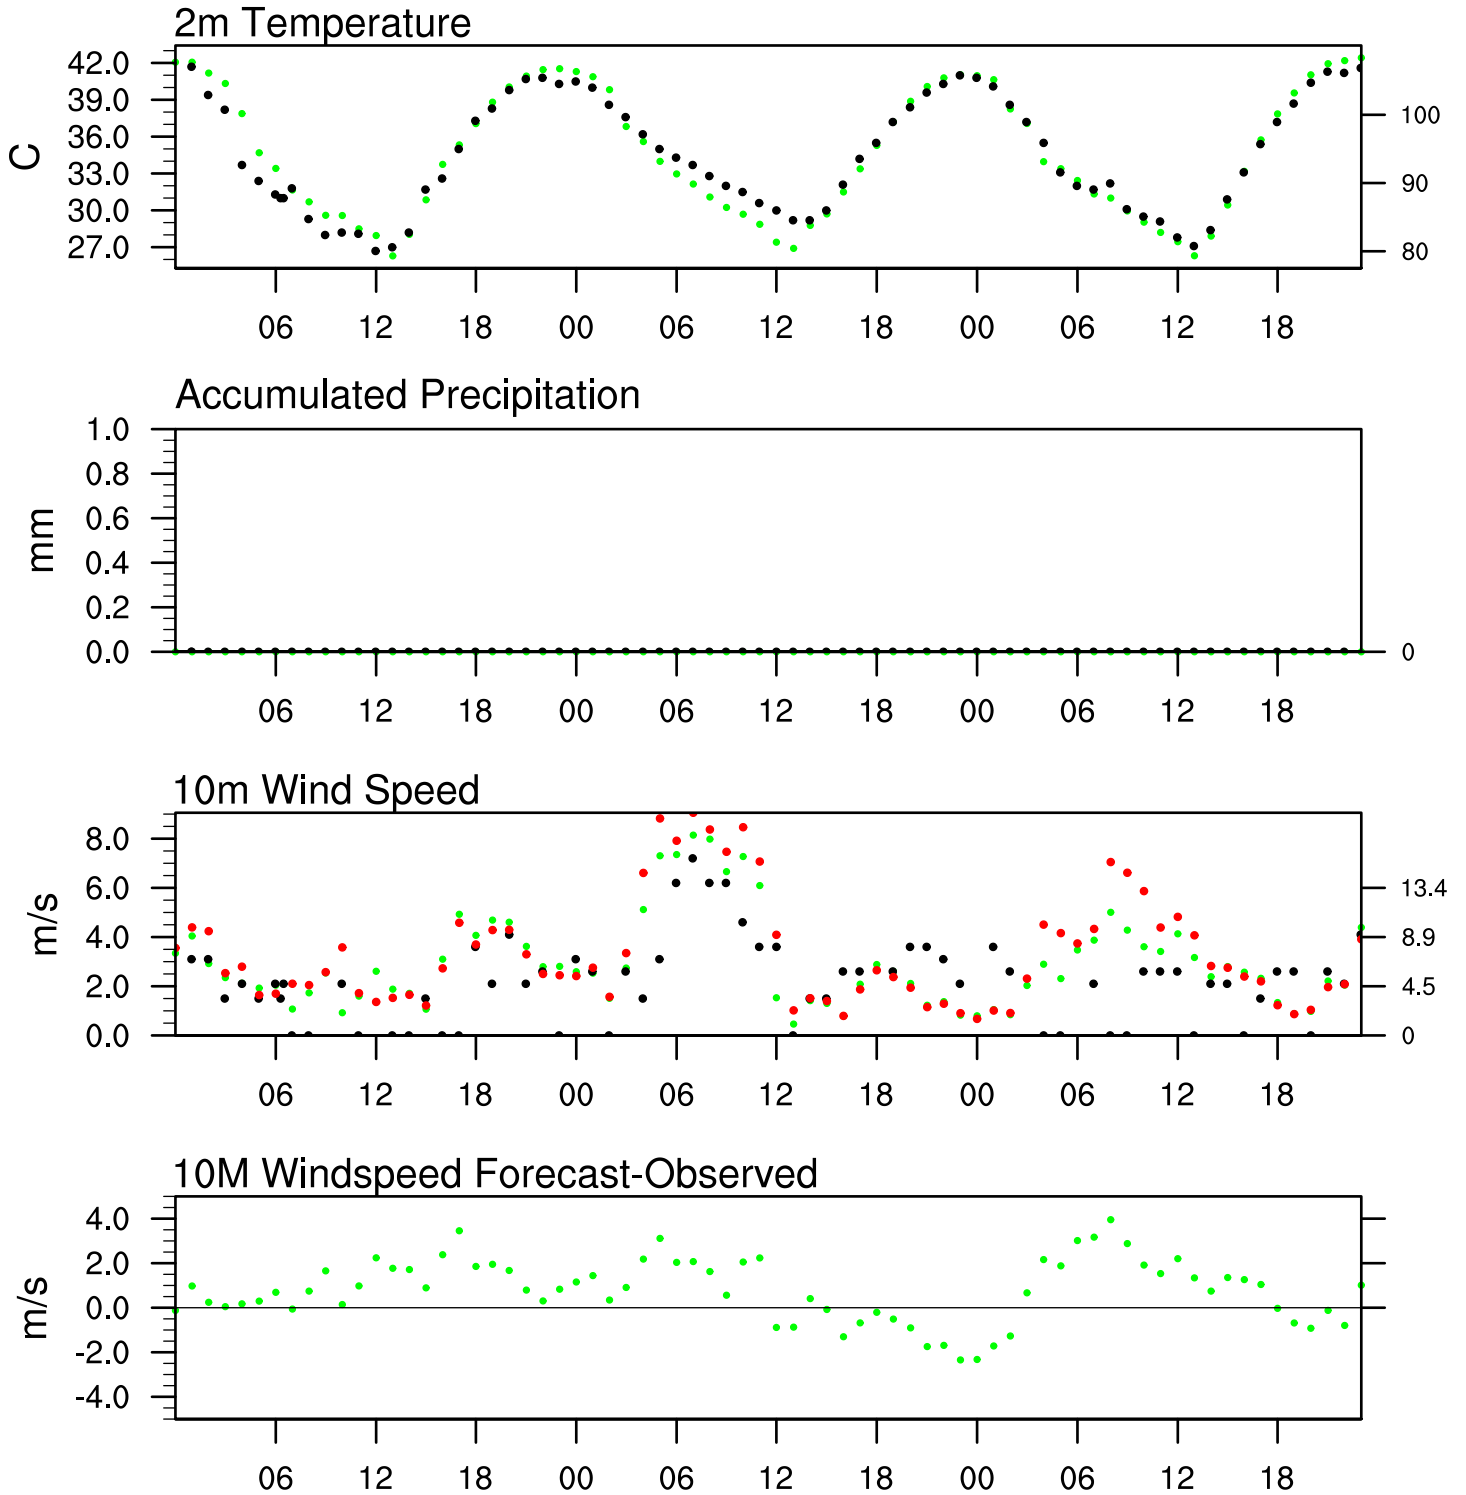 2m Temperature
42.0
39.0
36.0
33.0
30.0
27.0
C
100
90
80
06 12 18 00 06 12 18 00 06 12 18
Accumulated Precipitation
1.0
0.8
0.6
0.4
0.2
0.0
mm
0
06 12 18 00 06 12 18 00 06 12 18
10m Wind Speed
8.0
6.0
4.0
2.0
0.0
m/s
13.4
8.9
4.5
0
06 12 18 00 06 12 18 00 06 12 18
10M Windspeed Forecast-Observed
4.0
2.0
0.0
-2.0
-4.0
m/s
06 12 18 00 06 12 18 00 06 12 18